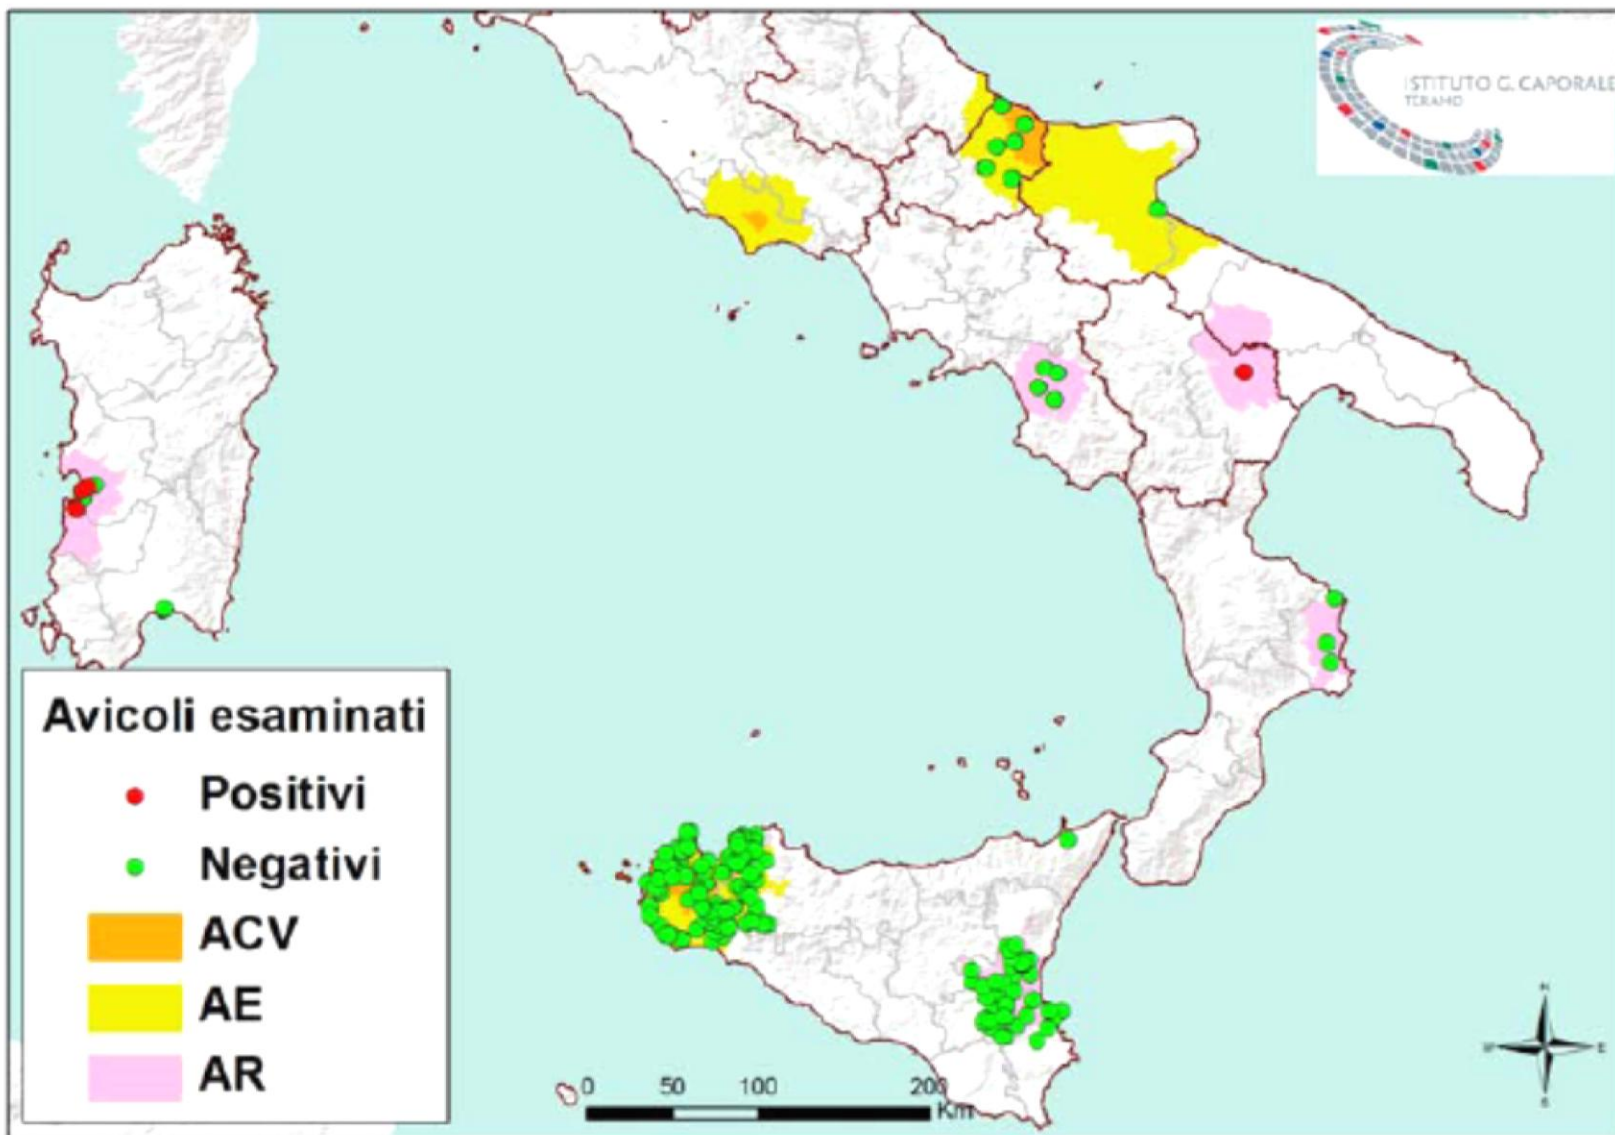 ISTITUTO G. CAPORALE
TERAMO
Avicoli esaminati
Positivi
Negativi
ACV
AE
AR
0 50 100 200
Km
N
W E
S